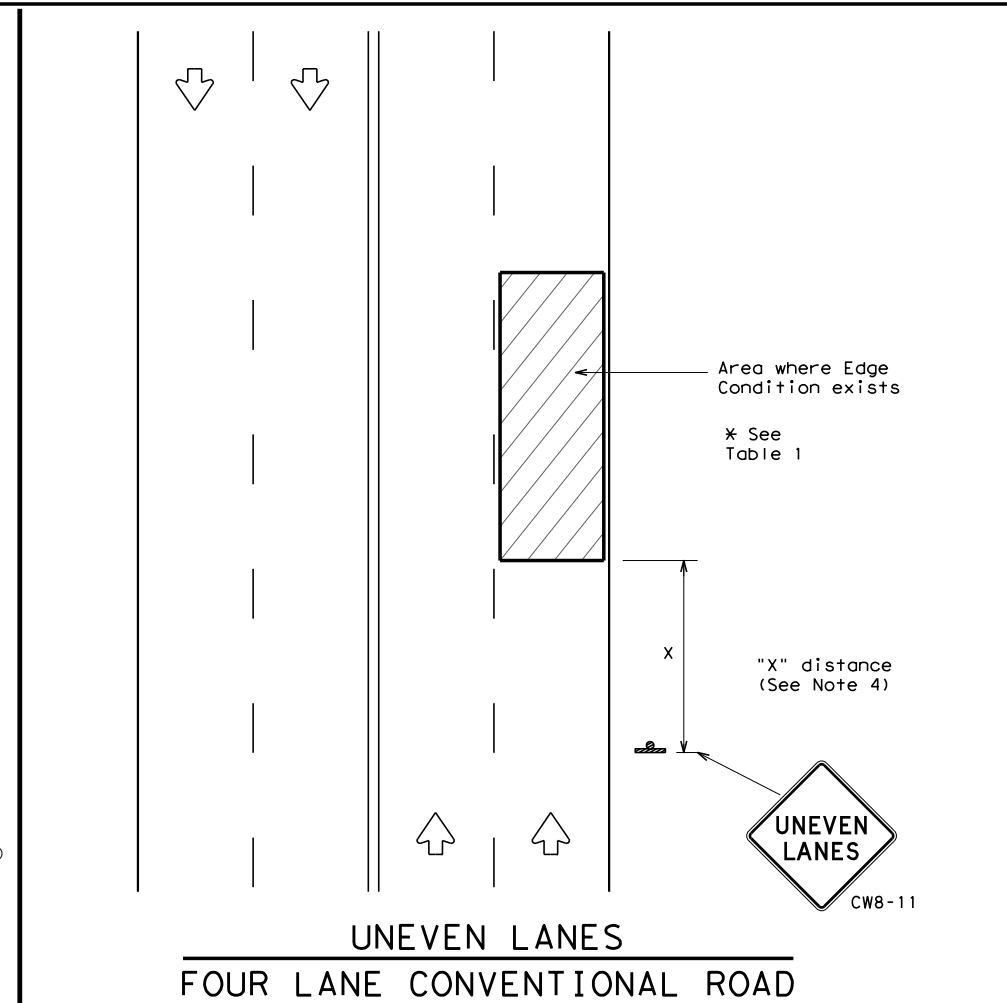 Area where Edge
Condition exists
* See
Table 1
X
"X" distance
(See Note 4)
UNEVEN
LANES
CW8-11
UNEVEN LANES
FOUR LANE CONVENTIONAL ROAD